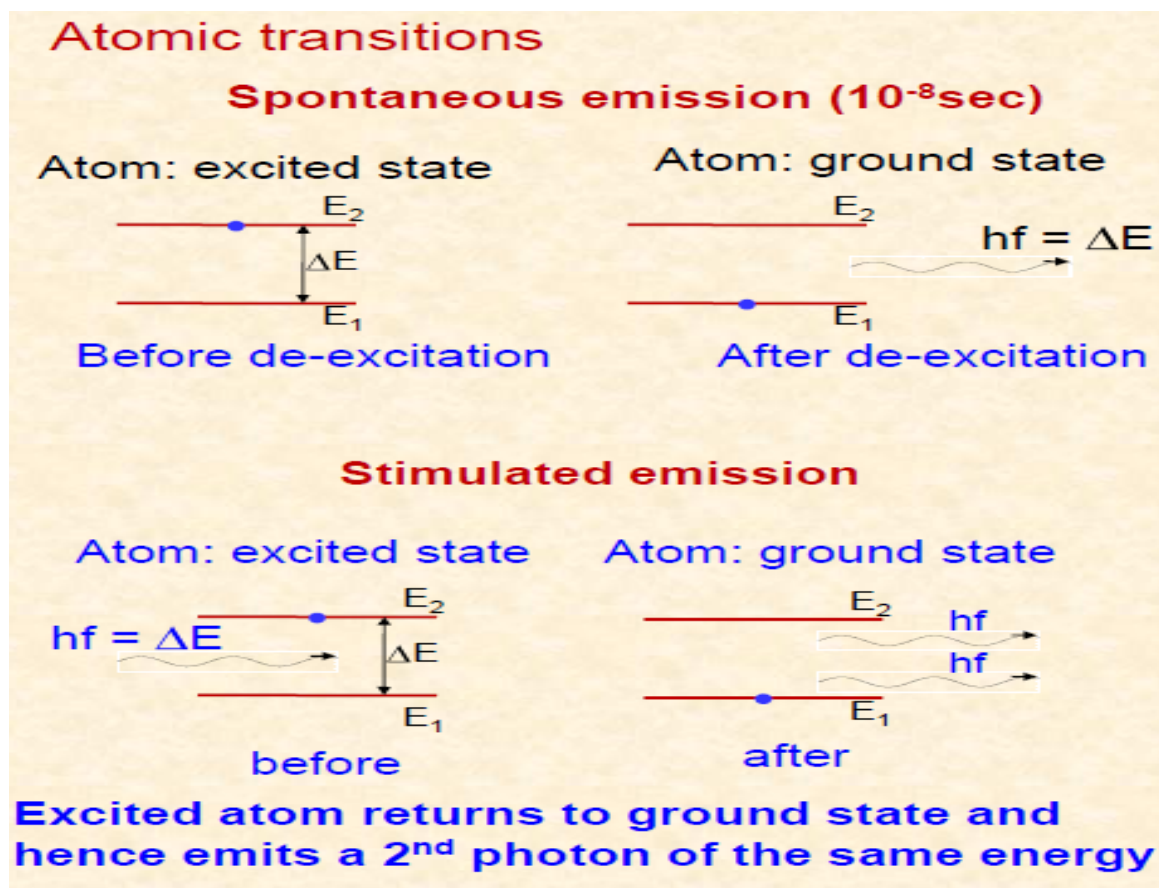 Atomic transitions
Spontaneous emission (10⁻⁸sec)
Atom: excited state
Atom: ground state
E₂
ΔE
E₁
E₂
hf = ΔE
E₁
Before de-excitation
After de-excitation
Stimulated emission
Atom: excited state
Atom: ground state
hf = ΔE
E₂
ΔE
E₁
E₂
hf
hf
E₁
before
after
Excited atom returns to ground state and
hence emits a 2ⁿᵈ photon of the same energy